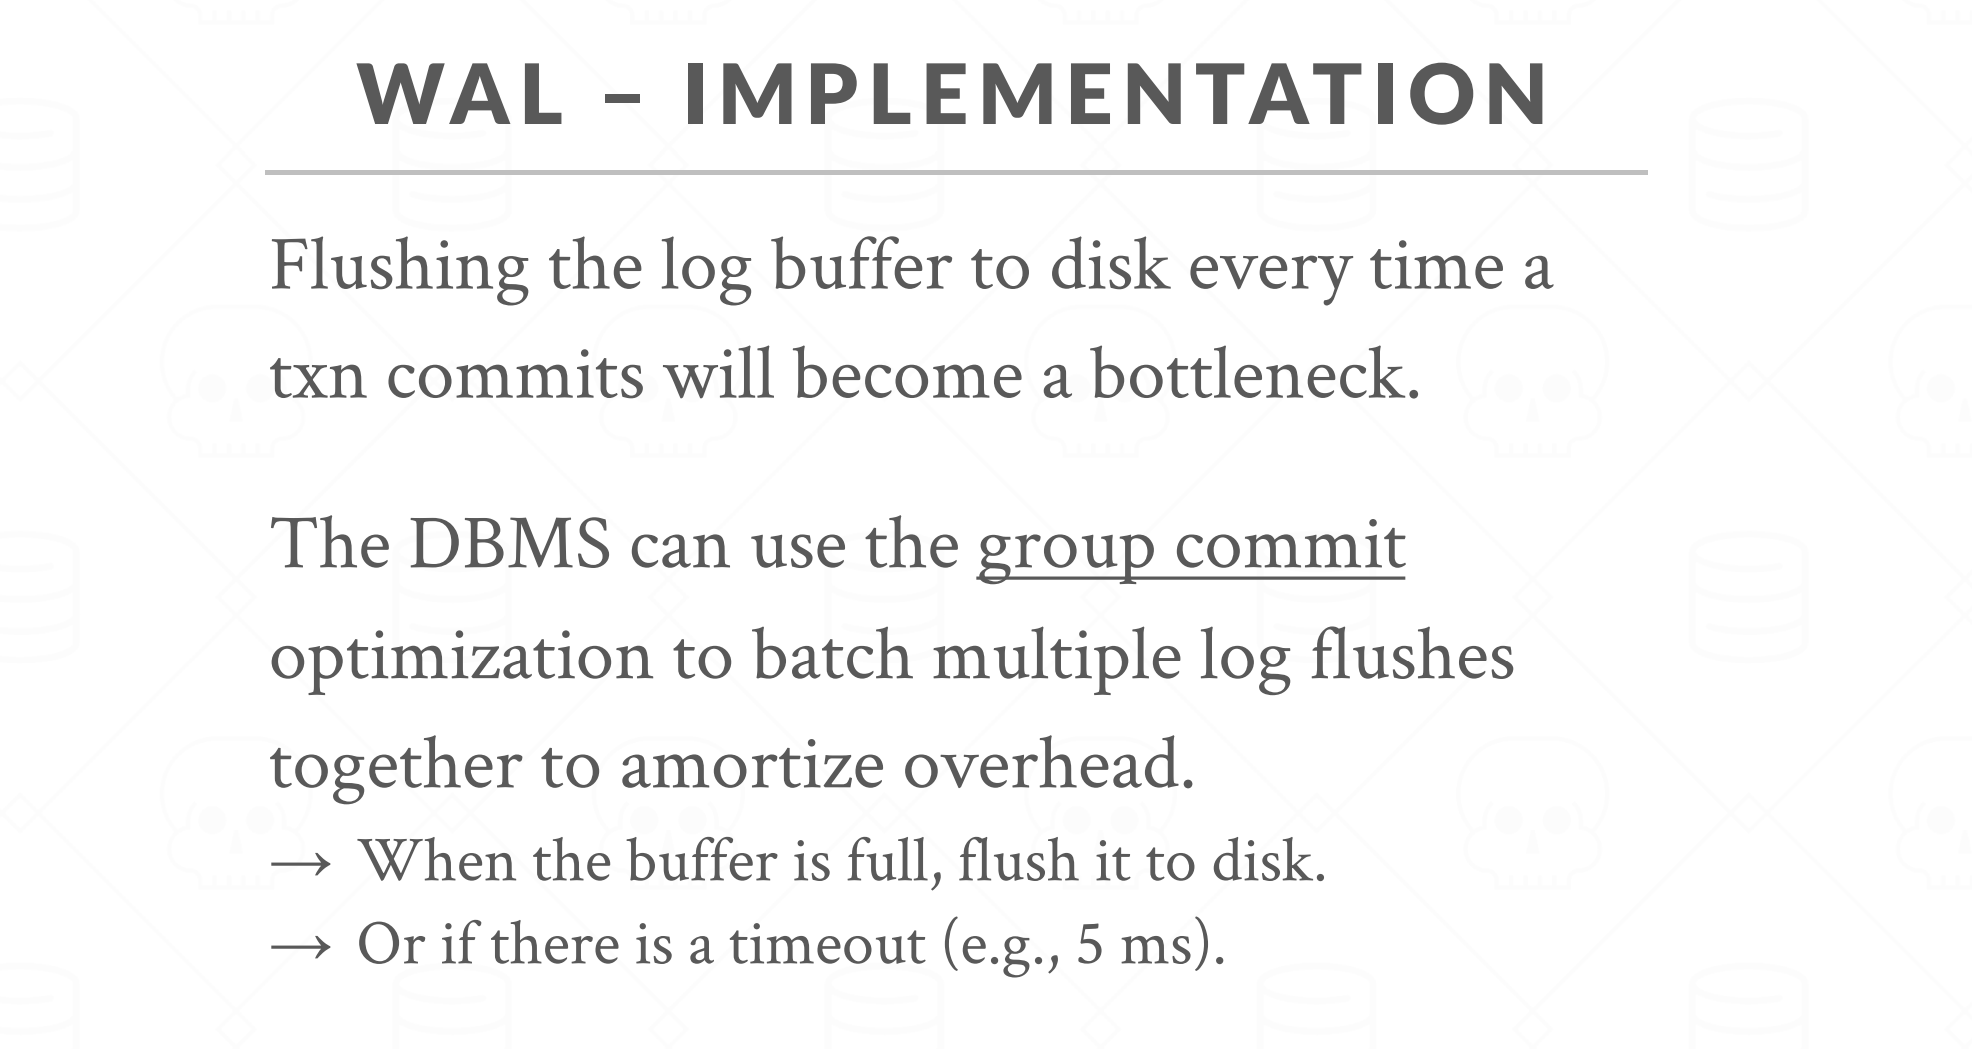 WAL – IMPLEMENTATION
Flushing the log buffer to disk every time a
txn commits will become a bottleneck.
The DBMS can use the group commit
optimization to batch multiple log flushes
together to amortize overhead.
→ When the buffer is full, flush it to disk.
→ Or if there is a timeout (e.g., 5 ms).